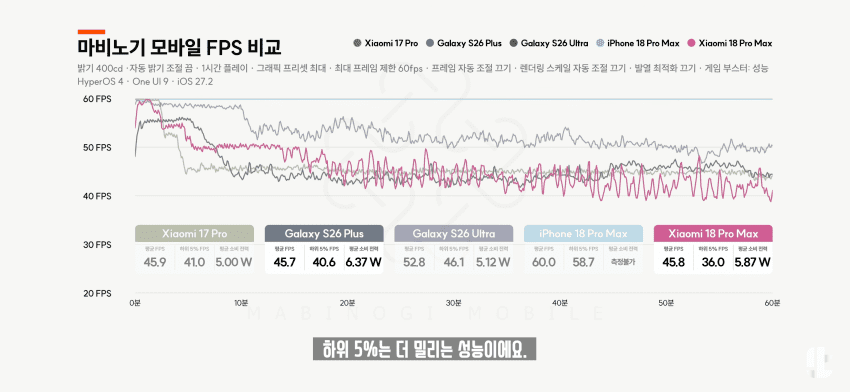 마비노기 모바일 FPS 비교
Xiaomi 17 Pro Galaxy S26 Plus Galaxy S26 Ultra iPhone 18 Pro Max Xiaomi 18 Pro Max
밝기 400cd · 자동 밝기 조절 끔 · 1시간 플레이 · 그래픽 프리셋 최대 · 최대 프레임 제한 60fps · 프레임 자동 조절 끄기 · 렌더링 스케일 자동 조절 끄기 · 발열 최적화 끄기 · 게임 부스터: 성능
HyperOS 4 · One UI 9 · iOS 27.2
60 FPS
50 FPS
40 FPS
30 FPS
20 FPS
Xiaomi 17 Pro
평균 FPS 하위 5% FPS 평균 소비 전력
45.9 41.0 5.00 W
Galaxy S26 Plus
평균 FPS 하위 5% FPS 평균 소비 전력
45.7 40.6 6.37 W
Galaxy S26 Ultra
평균 FPS 하위 5% FPS 평균 소비 전력
52.8 46.1 5.12 W
iPhone 18 Pro Max
평균 FPS 하위 5% FPS 평균 소비 전력
60.0 58.7 측정불가
Xiaomi 18 Pro Max
평균 FPS 하위 5% FPS 평균 소비 전력
45.8 36.0 5.87 W
0분 10분 20분 30분 40분 50분 60분
MABINOGI MOBILE
하위 5%는 더 밀리는 성능이에요.